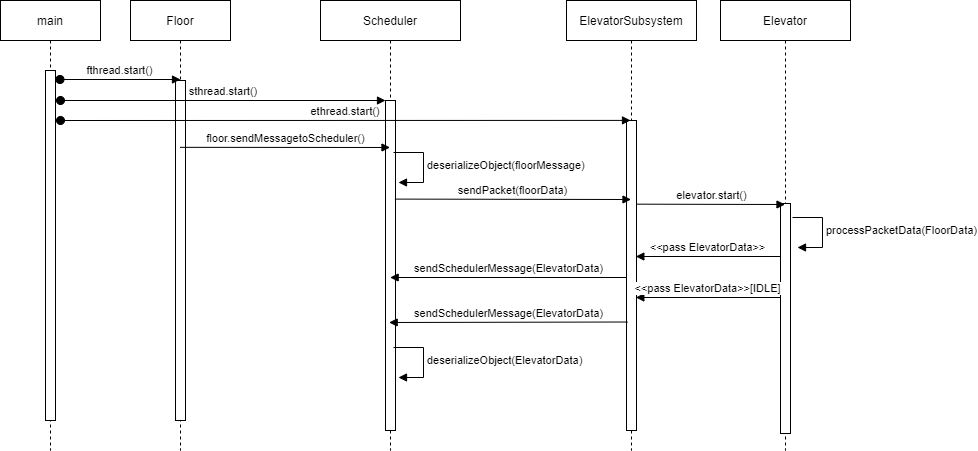 main
Floor
Scheduler
ElevatorSubsystem
Elevator
fthread.start()
sthread.start()
ethread.start()
floor.sendMessagetoScheduler()
deserializeObject(floorMessage)
sendPacket(floorData)
elevator.start()
processPacketData(FloorData)
<<pass ElevatorData>>
sendSchedulerMessage(ElevatorData)
<<pass ElevatorData>>[IDLE]
sendSchedulerMessage(ElevatorData)
deserializeObject(ElevatorData)